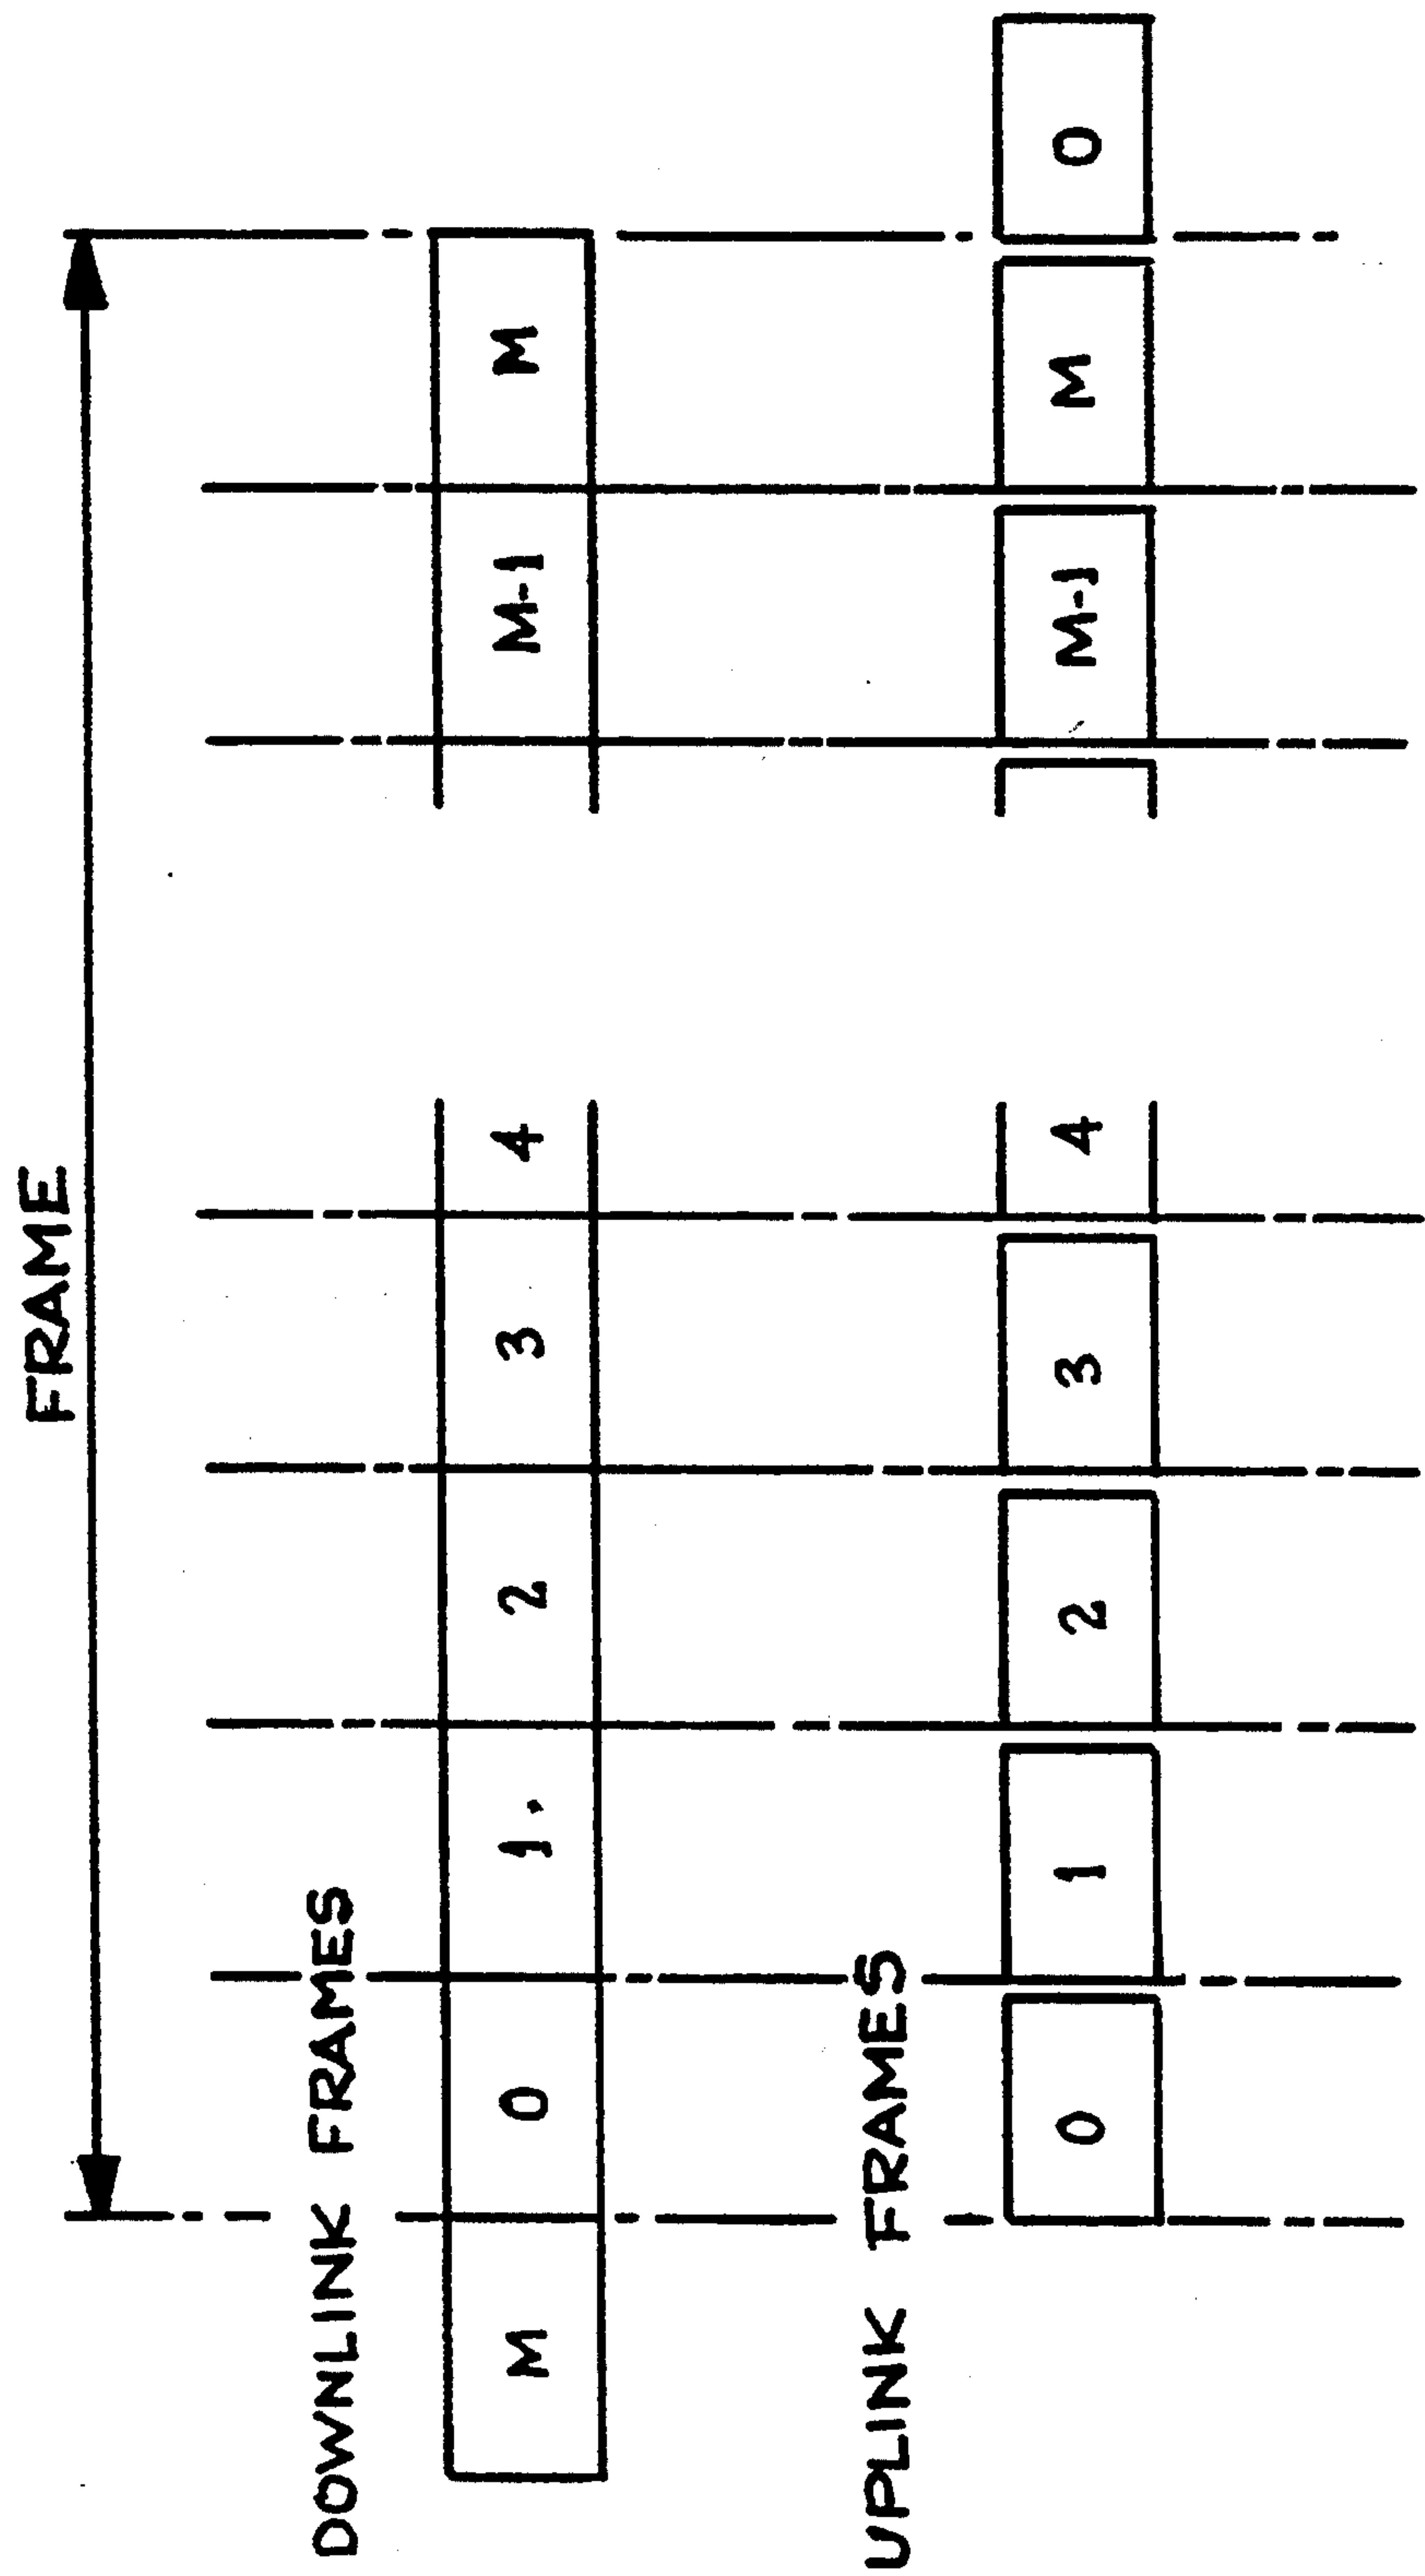 FRAME
DOWNLINK FRAMES
M 0 1. 2 3 4 M-1 M
UPLINK FRAMES
0 1 2 3 4 M-1 M 0